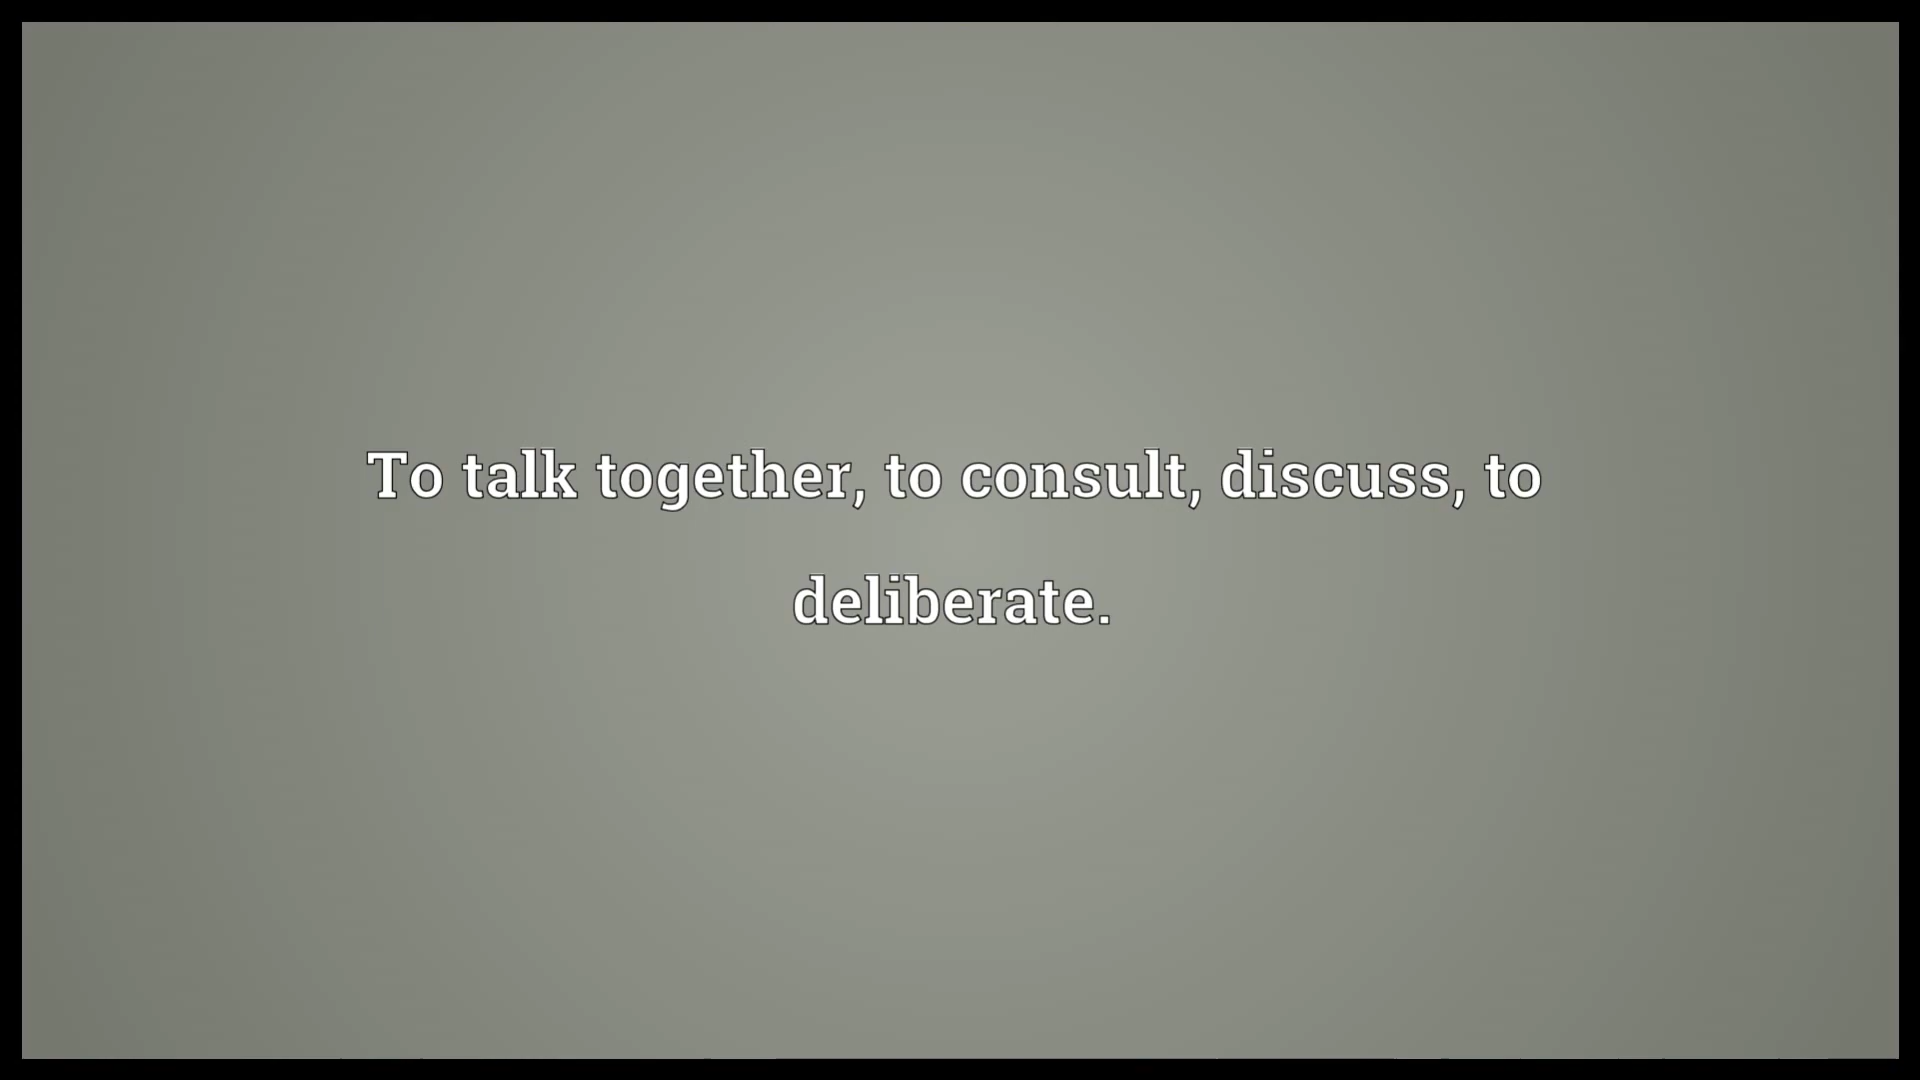 To talk together, to consult, discuss, to
deliberate.